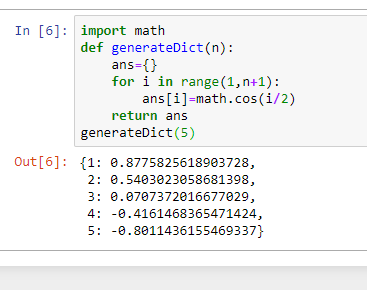 In [6]: import math
def generateDict(n):
    ans={}
    for i in range(1,n+1):
        ans[i]=math.cos(i/2)
    return ans
generateDict(5)
Out[6]: {1: 0.8775825618903728,
2: 0.5403023058681398,
3: 0.0707372016677029,
4: -0.4161468365471424,
5: -0.8011436155469337}